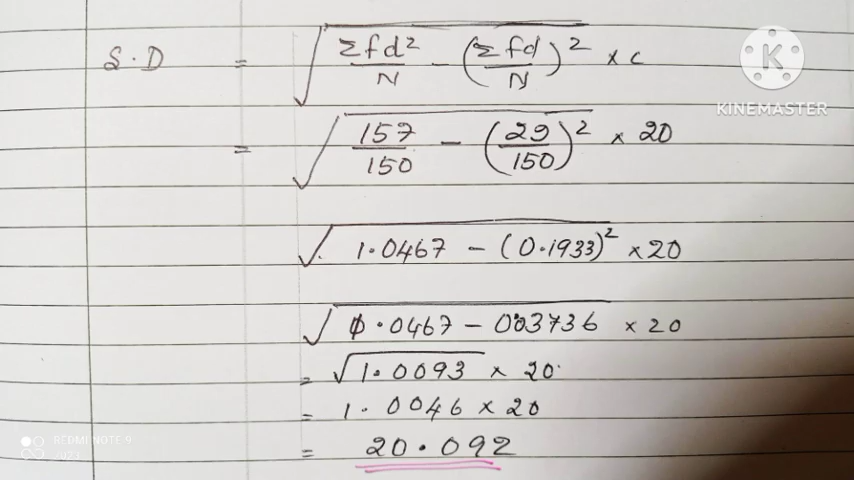 S.D = √ Σfd²/N - (Σfd/N)² × c
K
KINEMASTER
= √ 157/150 - (29/150)² × 20
√ 1.0467 - (0.1933)² × 20
√ 1.0467 - 0.03736 × 20
= √1.0093 × 20
= 1.0046 × 20
REDMI NOTE 9
= 20.092